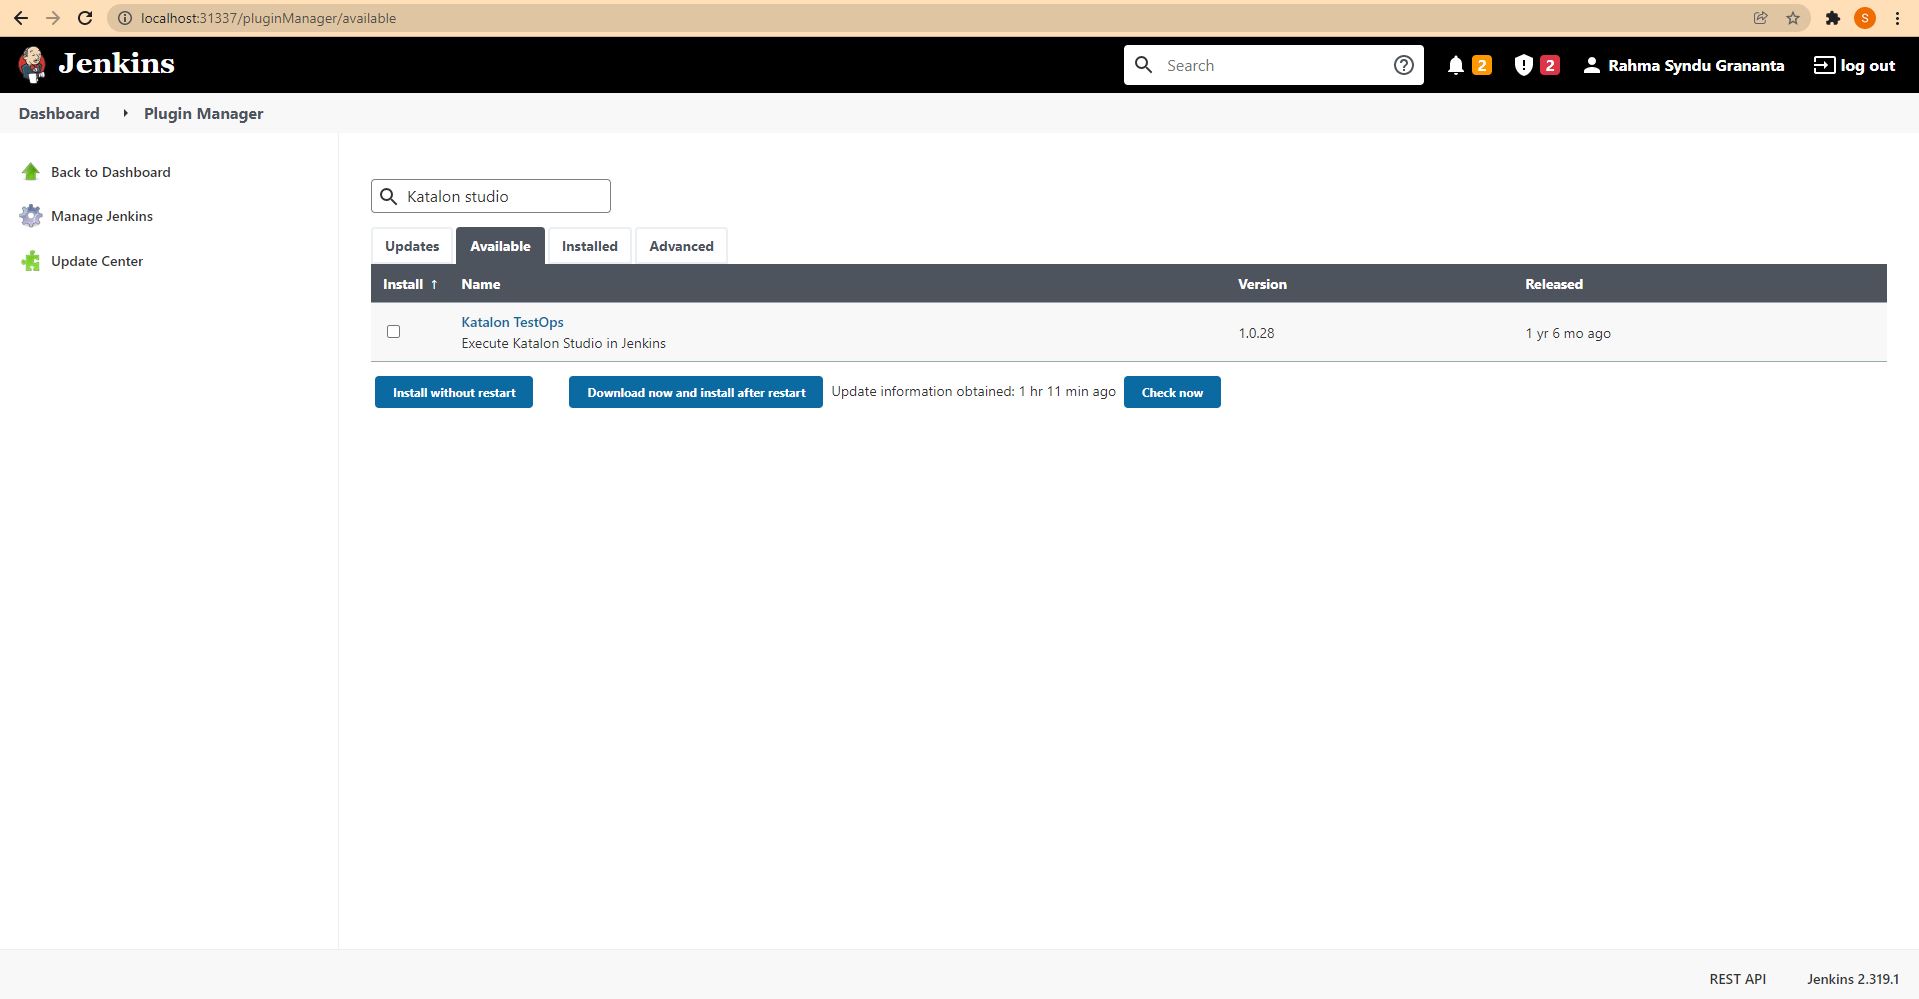 localhost:31337/pluginManager/available
S
Jenkins
Search
2
2
Rahma Syndu Grananta
log out
Dashboard
Plugin Manager
Back to Dashboard
Manage Jenkins
Update Center
Katalon studio
Updates
Available
Installed
Advanced
Install ↑ Name Version Released
Katalon TestOps
Execute Katalon Studio in Jenkins
1.0.28
1 yr 6 mo ago
Install without restart
Download now and install after restart
Update information obtained: 1 hr 11 min ago
Check now
REST API
Jenkins 2.319.1